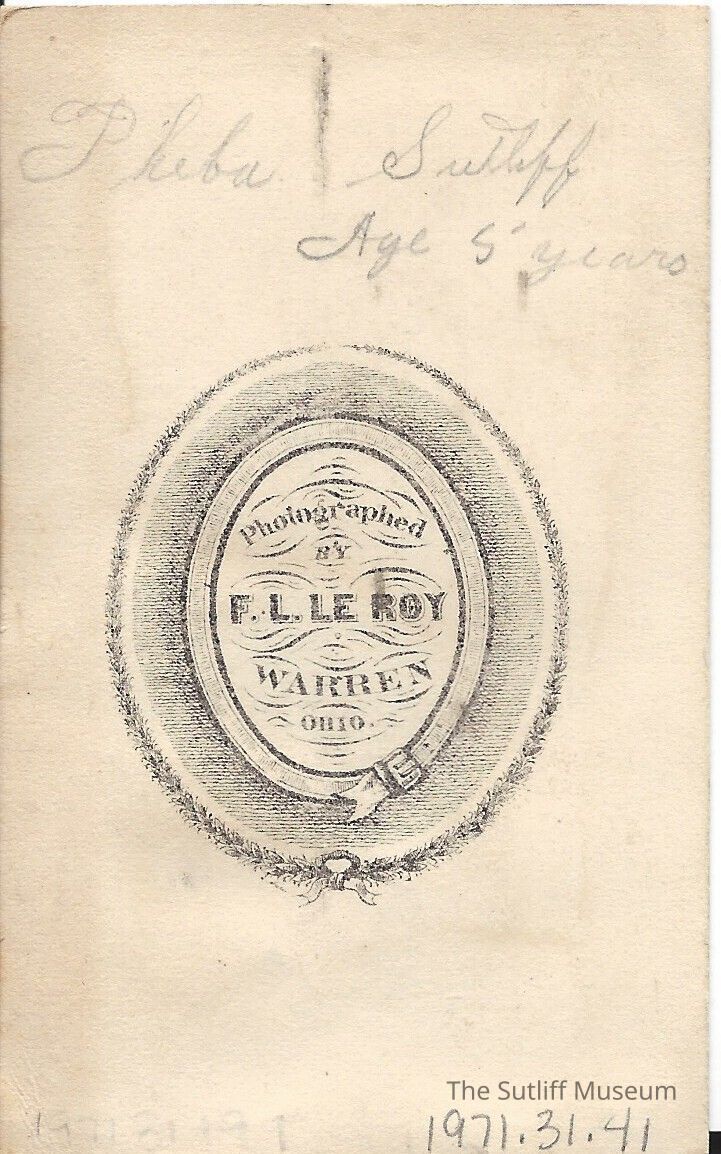 Pheba Sutliff
Age 5 years
Photographed
BY
F. L. LE ROY
WARREN
OHIO.
The Sutliff Museum
1971.31.41